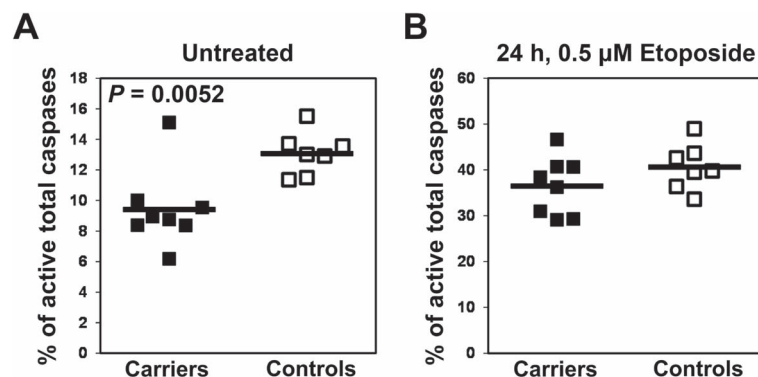 A
Untreated
% of active total caspases
18
16
14
12
10
8
6
4
2
0
P = 0.0052
Carriers
Controls
B
24 h, 0.5 µM Etoposide
% of active total caspases
60
50
40
30
20
10
0
Carriers
Controls